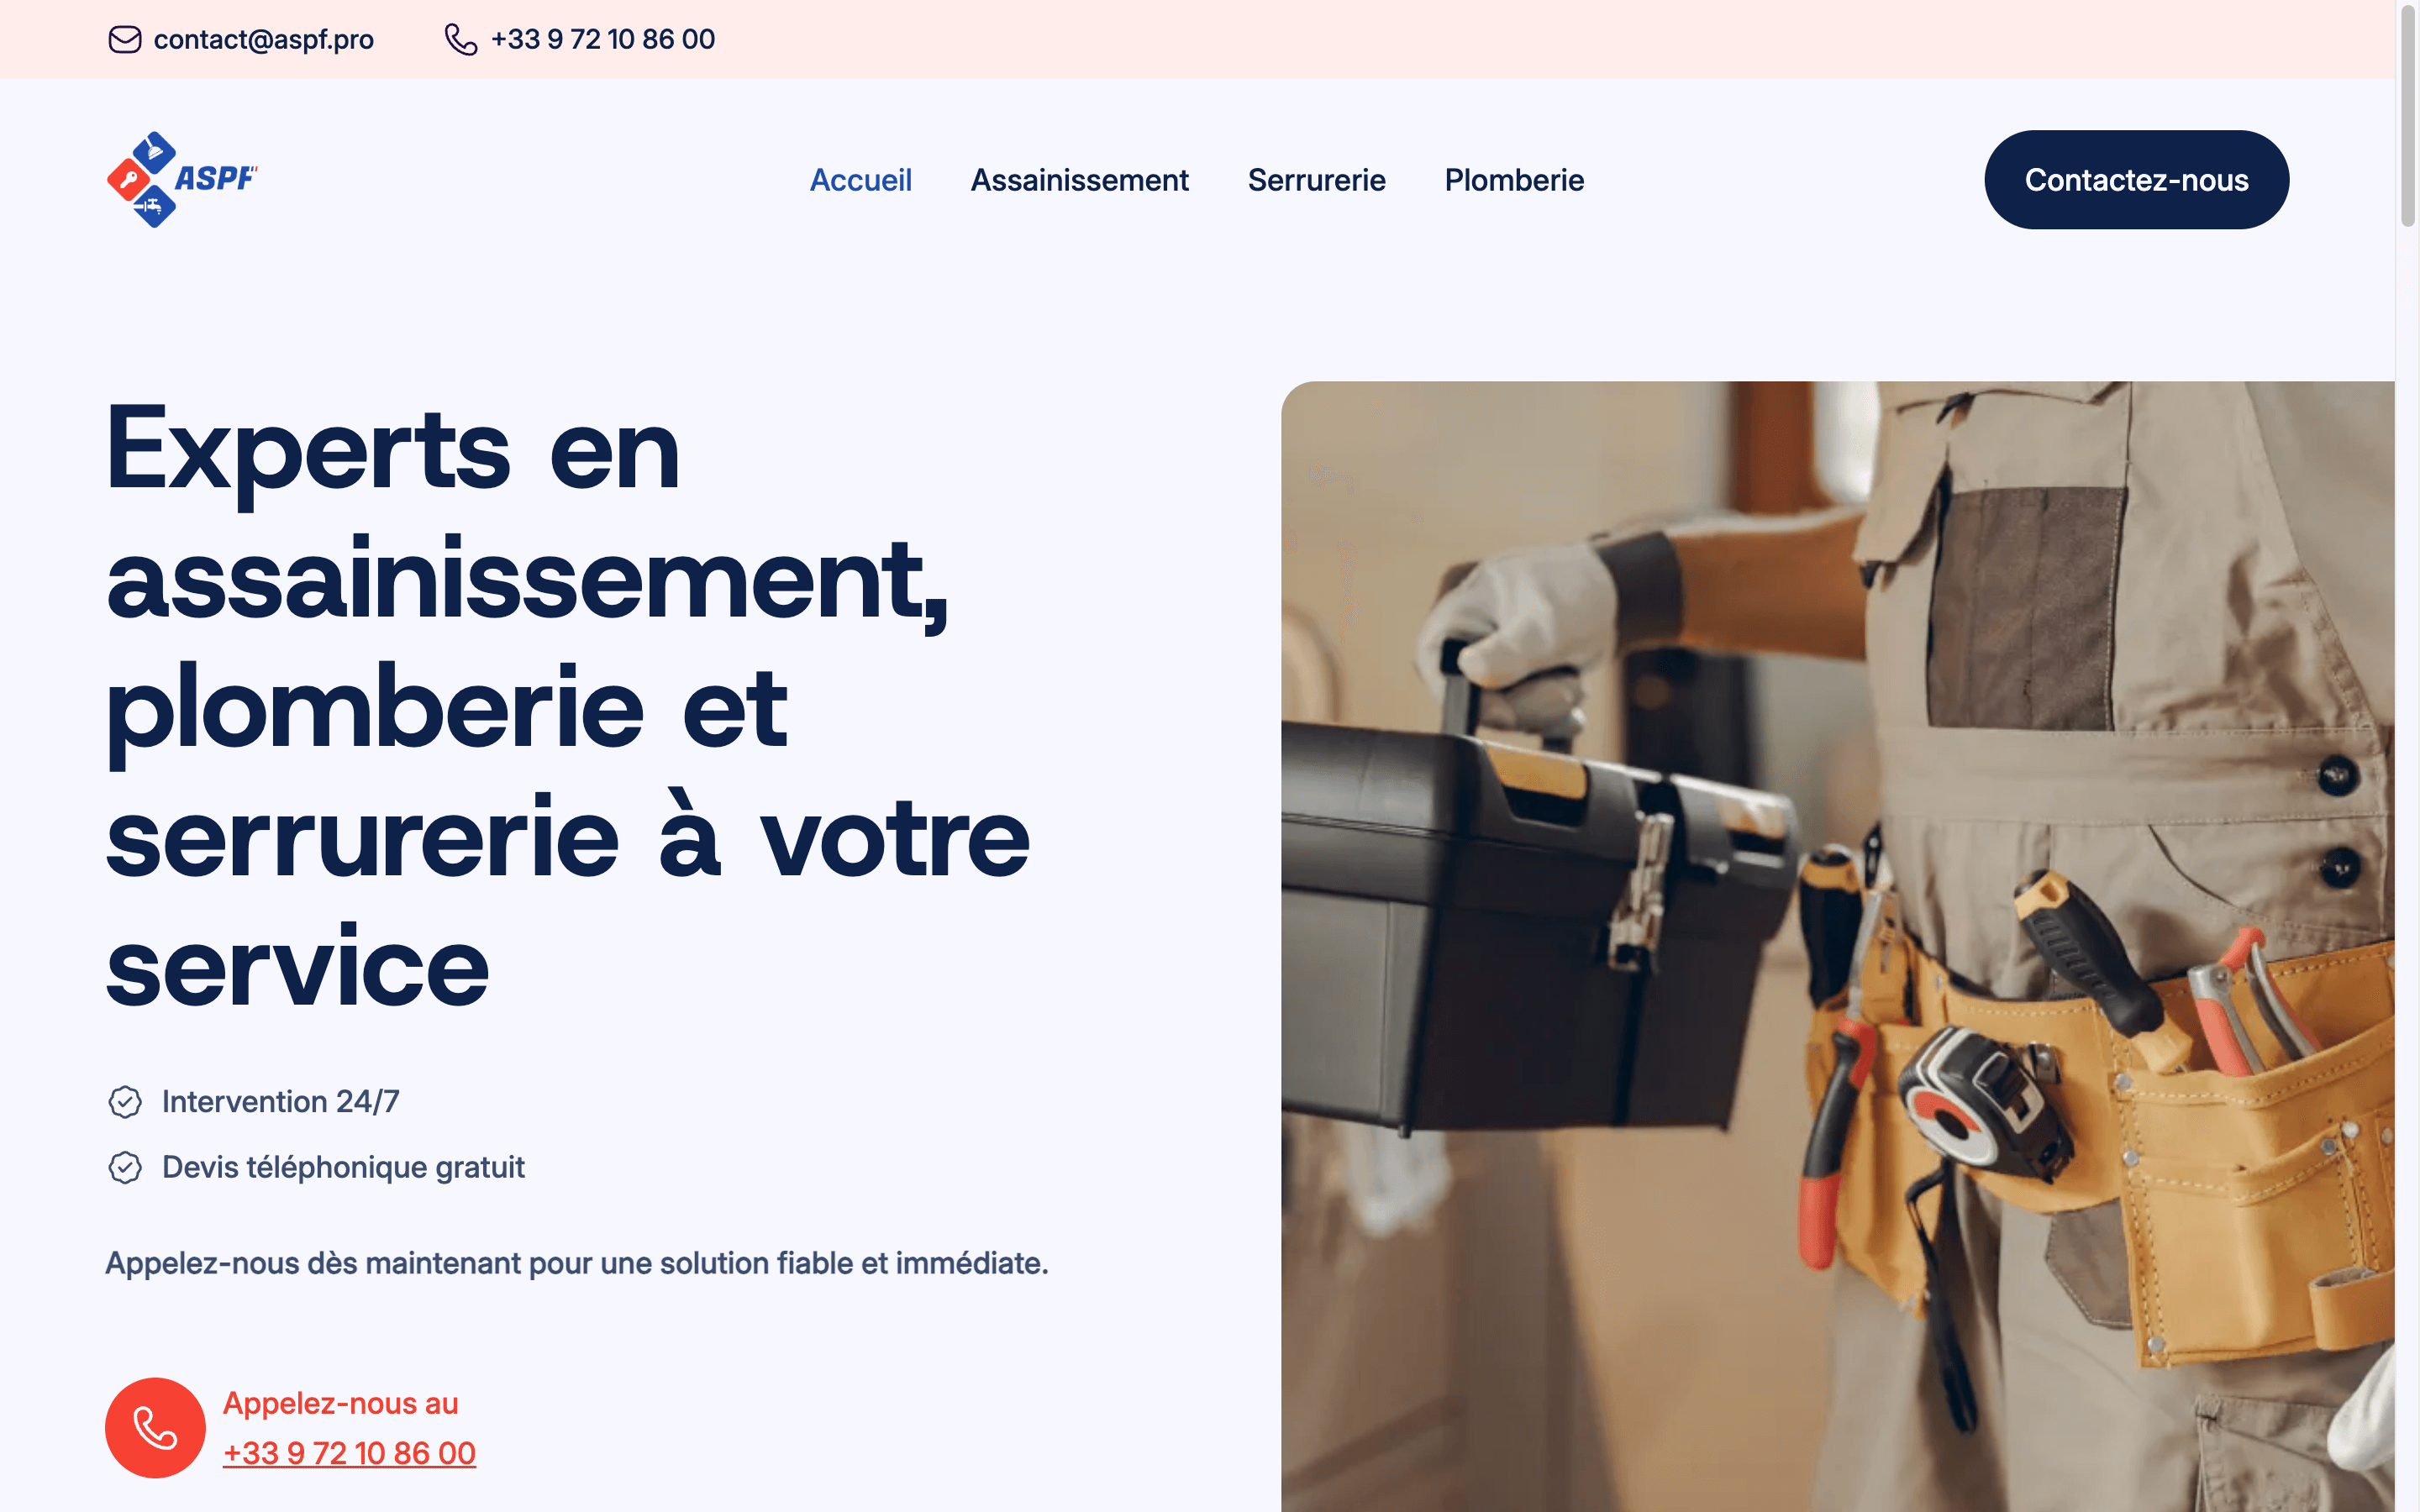 contact@aspf.pro
+33 9 72 10 86 00
ASPF
Accueil
Assainissement
Serrurerie
Plomberie
Contactez-nous
Experts en
assainissement,
plomberie et
serrurerie à votre
service
Intervention 24/7
Devis téléphonique gratuit
Appelez-nous dès maintenant pour une solution fiable et immédiate.
Appelez-nous au
+33 9 72 10 86 00